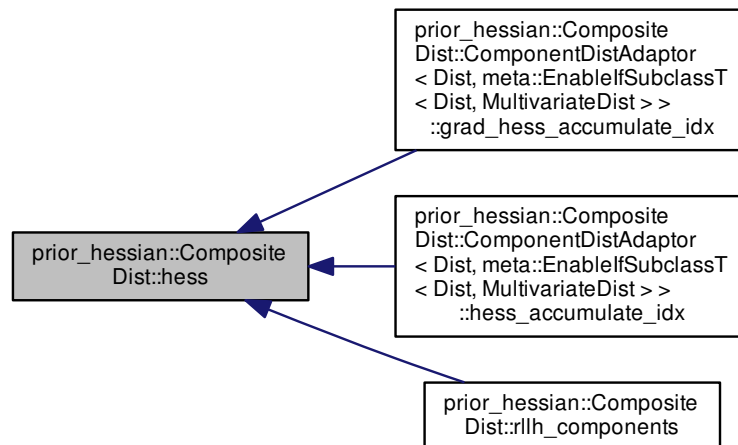 prior_hessian::Composite
Dist::ComponentDistAdaptor
< Dist, meta::EnableIfSubclassT
< Dist, MultivariateDist > >
::grad_hess_accumulate_idx
prior_hessian::Composite
Dist::hess
prior_hessian::Composite
Dist::ComponentDistAdaptor
< Dist, meta::EnableIfSubclassT
< Dist, MultivariateDist > >
::hess_accumulate_idx
prior_hessian::Composite
Dist::rllh_components